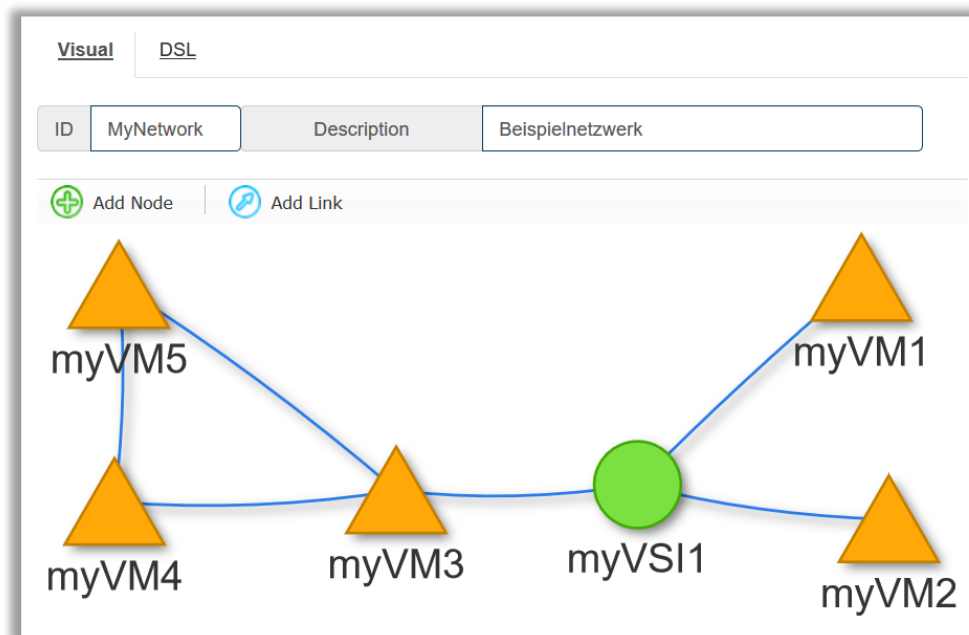 Visual DSL
ID MyNetwork Description Beispielnetzwerk
Add Node Add Link
myVM5 myVM1
myVM4 myVM3 myVSI1 myVM2